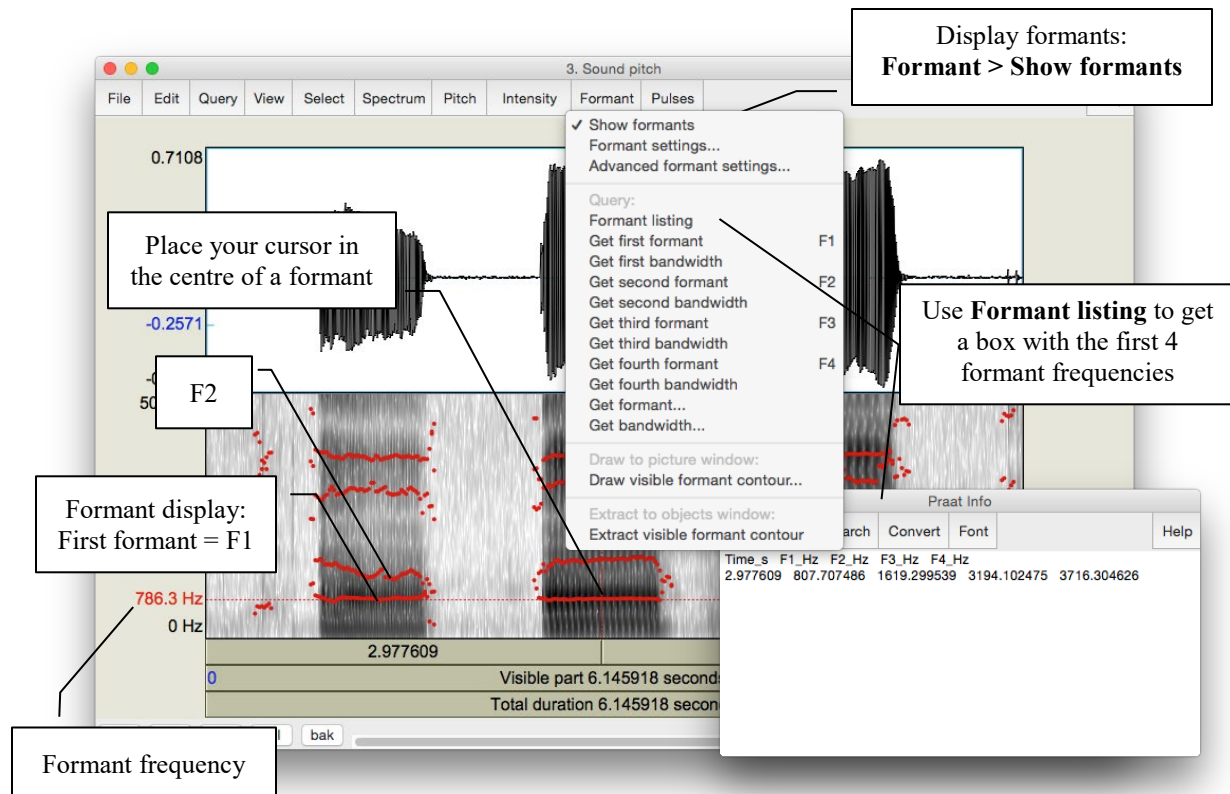 Display formants:
Formant > Show formants
3. Sound pitch
File Edit Query View Select Spectrum Pitch Intensity Formant Pulses
✓ Show formants
Formant settings...
Advanced formant settings...
Query:
Formant listing
Get first formant F1
Get first bandwidth
Get second formant F2
Get second bandwidth
Get third formant F3
Get third bandwidth
Get fourth formant F4
Get fourth bandwidth
Get formant...
Get bandwidth...
Draw to picture window:
Draw visible formant contour...
Extract to objects window:
Extract visible formant contour
0.7108
Place your cursor in
the centre of a formant
-0.2571
F2
Use Formant listing to get
a box with the first 4
formant frequencies
Formant display:
First formant = F1
786.3 Hz
0 Hz
2.977609
0 Visible part 6.145918 seconds
Total duration 6.145918
bak
Formant frequency
Praat Info
Convert Font Help
Time_s F1_Hz F2_Hz F3_Hz F4_Hz
2.977609 807.707486 1619.299539 3194.102475 3716.304626